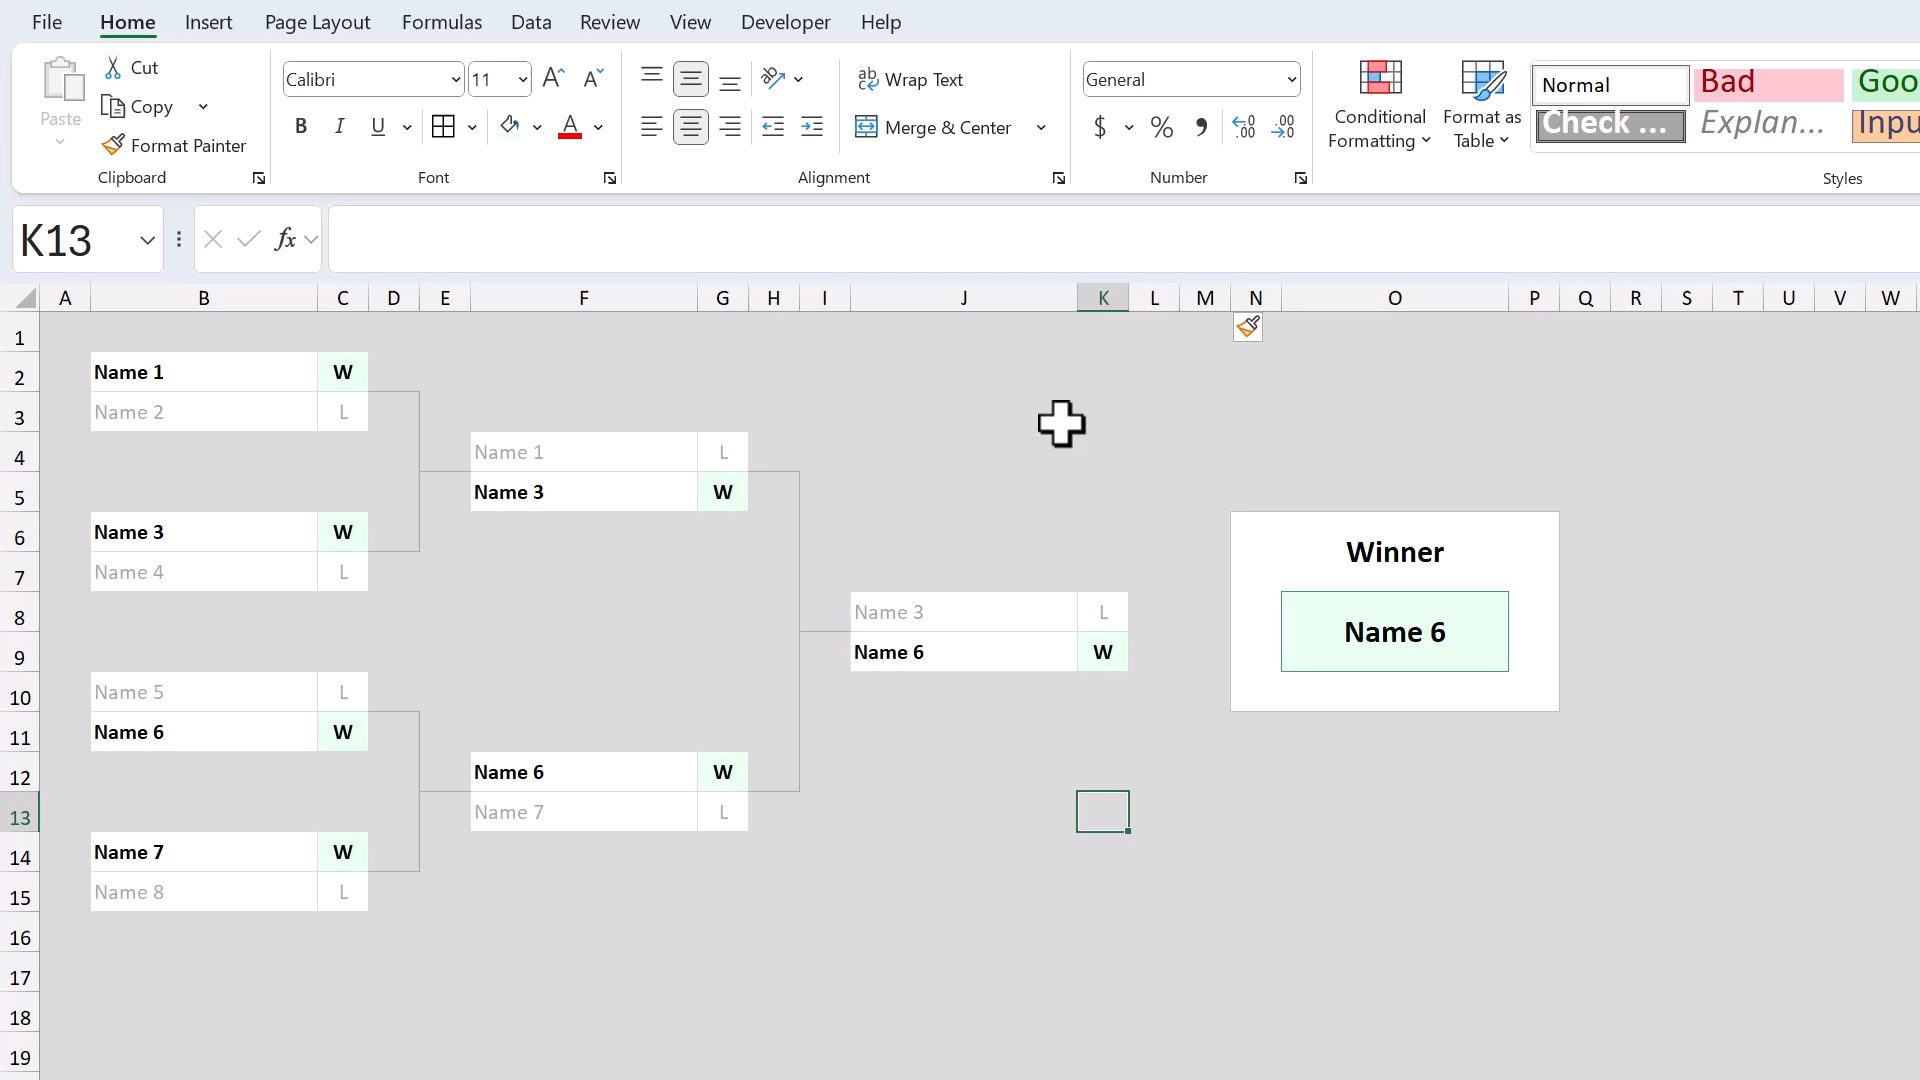 File Home Insert Page Layout Formulas Data Review View Developer Help
Paste
Cut
Copy
Format Painter
Clipboard
Calibri 11
B I U
Font
ab Wrap Text
Merge & Center
Alignment
General
$ % 9
Number
Conditional
Formatting
Format as
Table
Normal Bad Goo
Check ... Explan... Inpu
Styles
K13 fx
A B C D E F G H I J K L M N O P Q R S T U V W
1
2 Name 1 W
3 Name 2 L
4 Name 1 L
5 Name 3 W
6 Name 3 W
Winner
7 Name 4 L
8 Name 3 L
Name 6
9 Name 6 W
10 Name 5 L
11 Name 6 W
12 Name 6 W
13 Name 7 L
14 Name 7 W
15 Name 8 L
16
17
18
19